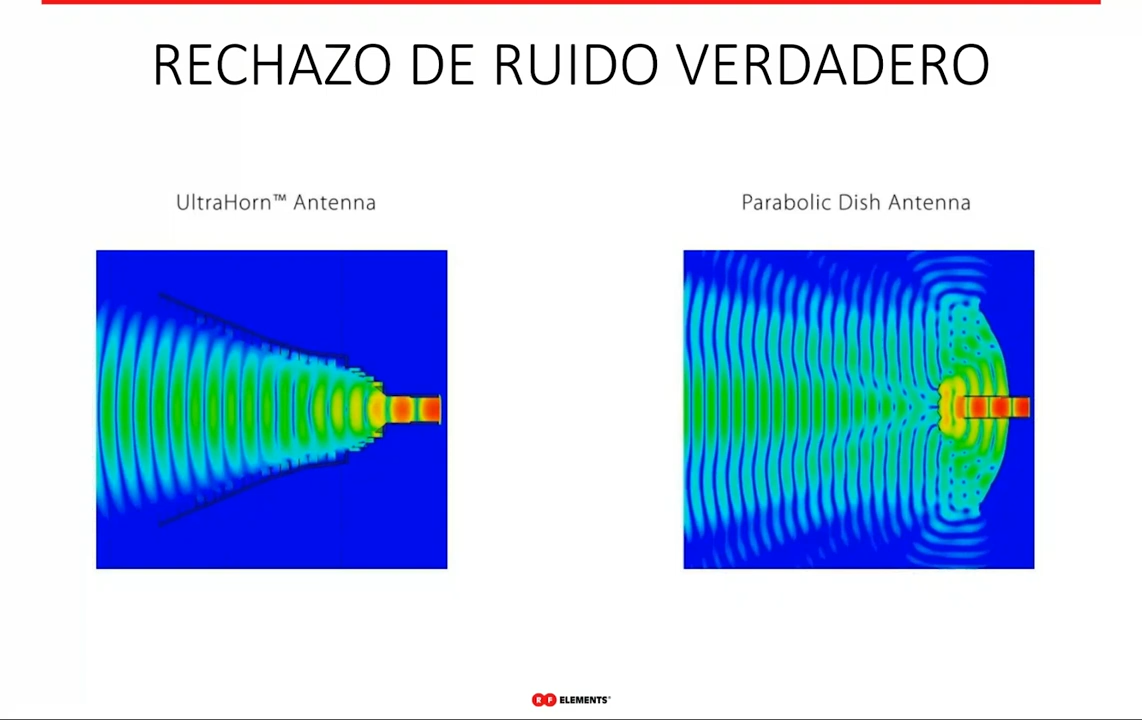 RECHAZO DE RUIDO VERDADERO
UltraHorn™ Antenna
Parabolic Dish Antenna
RF ELEMENTS®